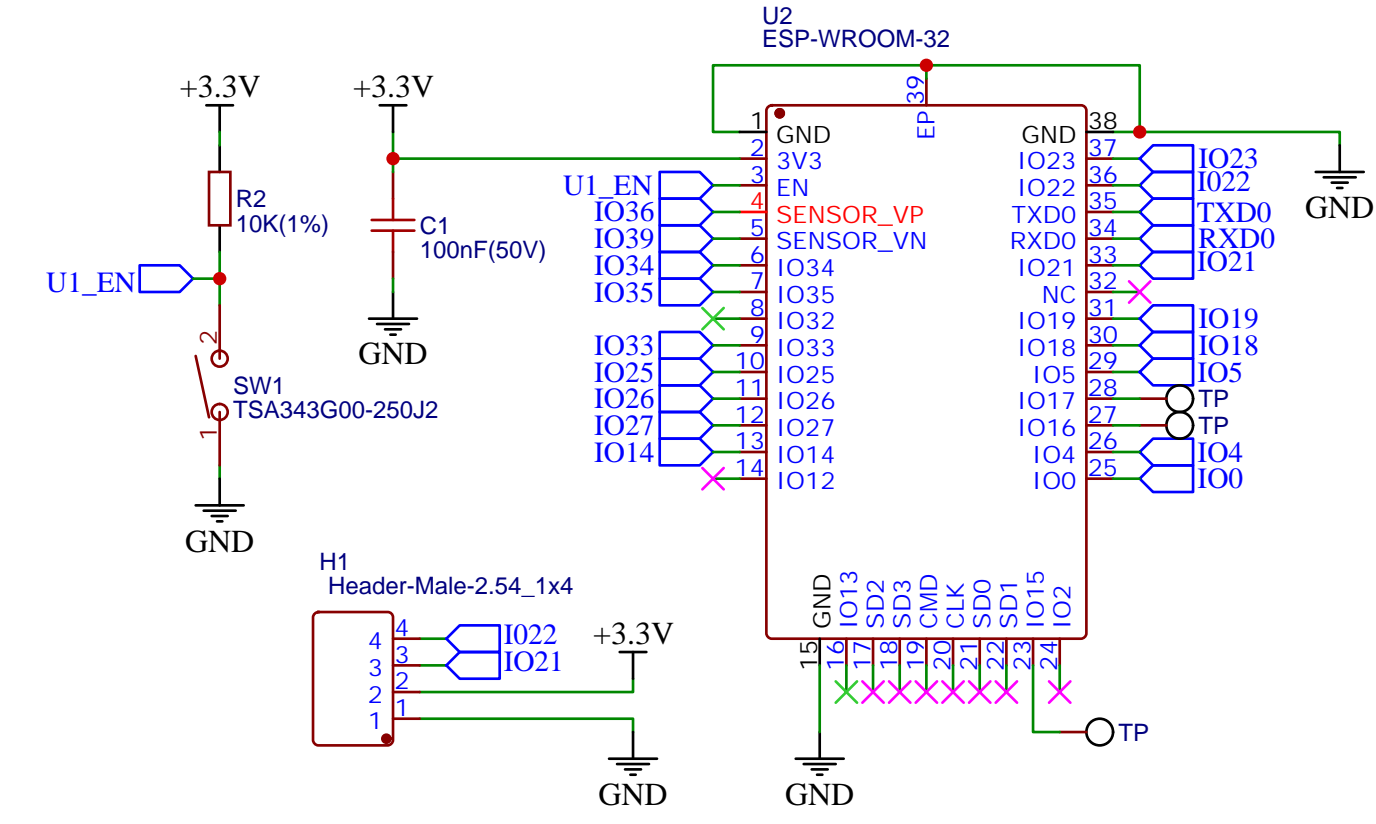 U2
ESP-WROOM-32
+3.3V
+3.3V
R2
10K(1%)
U1_EN
2
1
SW1
TSA343G00-250J2
GND
C1
100nF(50V)
GND
39
EP
1 GND
2 3V3
U1_EN 3 EN
IO36 4 SENSOR_VP
IO39 5 SENSOR_VN
IO34 6 IO34
IO35 7 IO35
8 IO32
IO33 9 IO33
IO25 10 IO25
IO26 11 IO26
IO27 12 IO27
IO14 13 IO14
14 IO12
GND 38
IO23 37 IO23
IO22 36 I022
TXD0 35 TXD0
RXD0 34 RXD0
IO21 33 IO21
NC 32
IO19 31 IO19
IO18 30 IO18
IO5 29 IO5
IO17 28 TP
IO16 27 TP
IO4 26 IO4
IO0 25 IO0
GND
GND IO13 SD2 SD3 CMD CLK SD0 SD1 IO15 IO2
15 16 17 18 19 20 21 22 23 24
TP
GND
H1
Header-Male-2.54_1x4
4 4 I022
3 3 IO21
2 2
1 1
+3.3V
GND